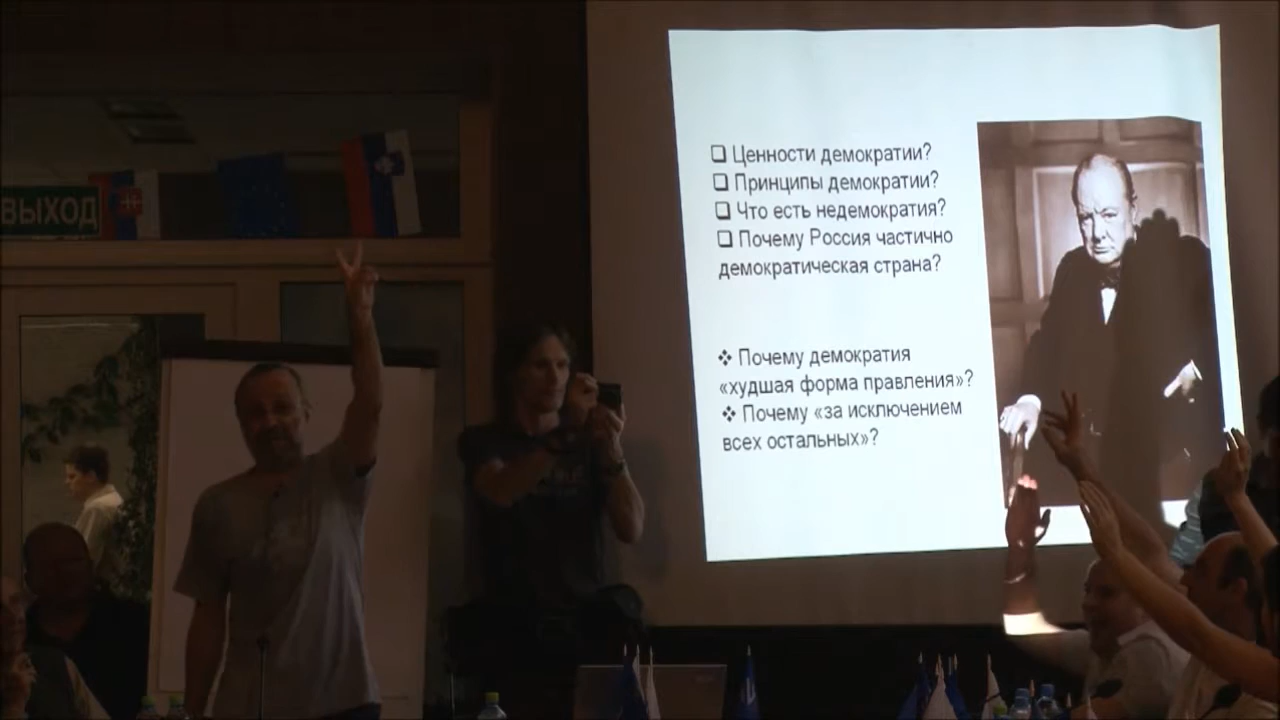 ВЫХОД
❑ Ценности демократии?
❑ Принципы демократии?
❑ Что есть недемократия?
❑ Почему Россия частично
демократическая страна?
❖ Почему демократия
«худшая форма правления»?
❖ Почему «за исключением
всех остальных»?